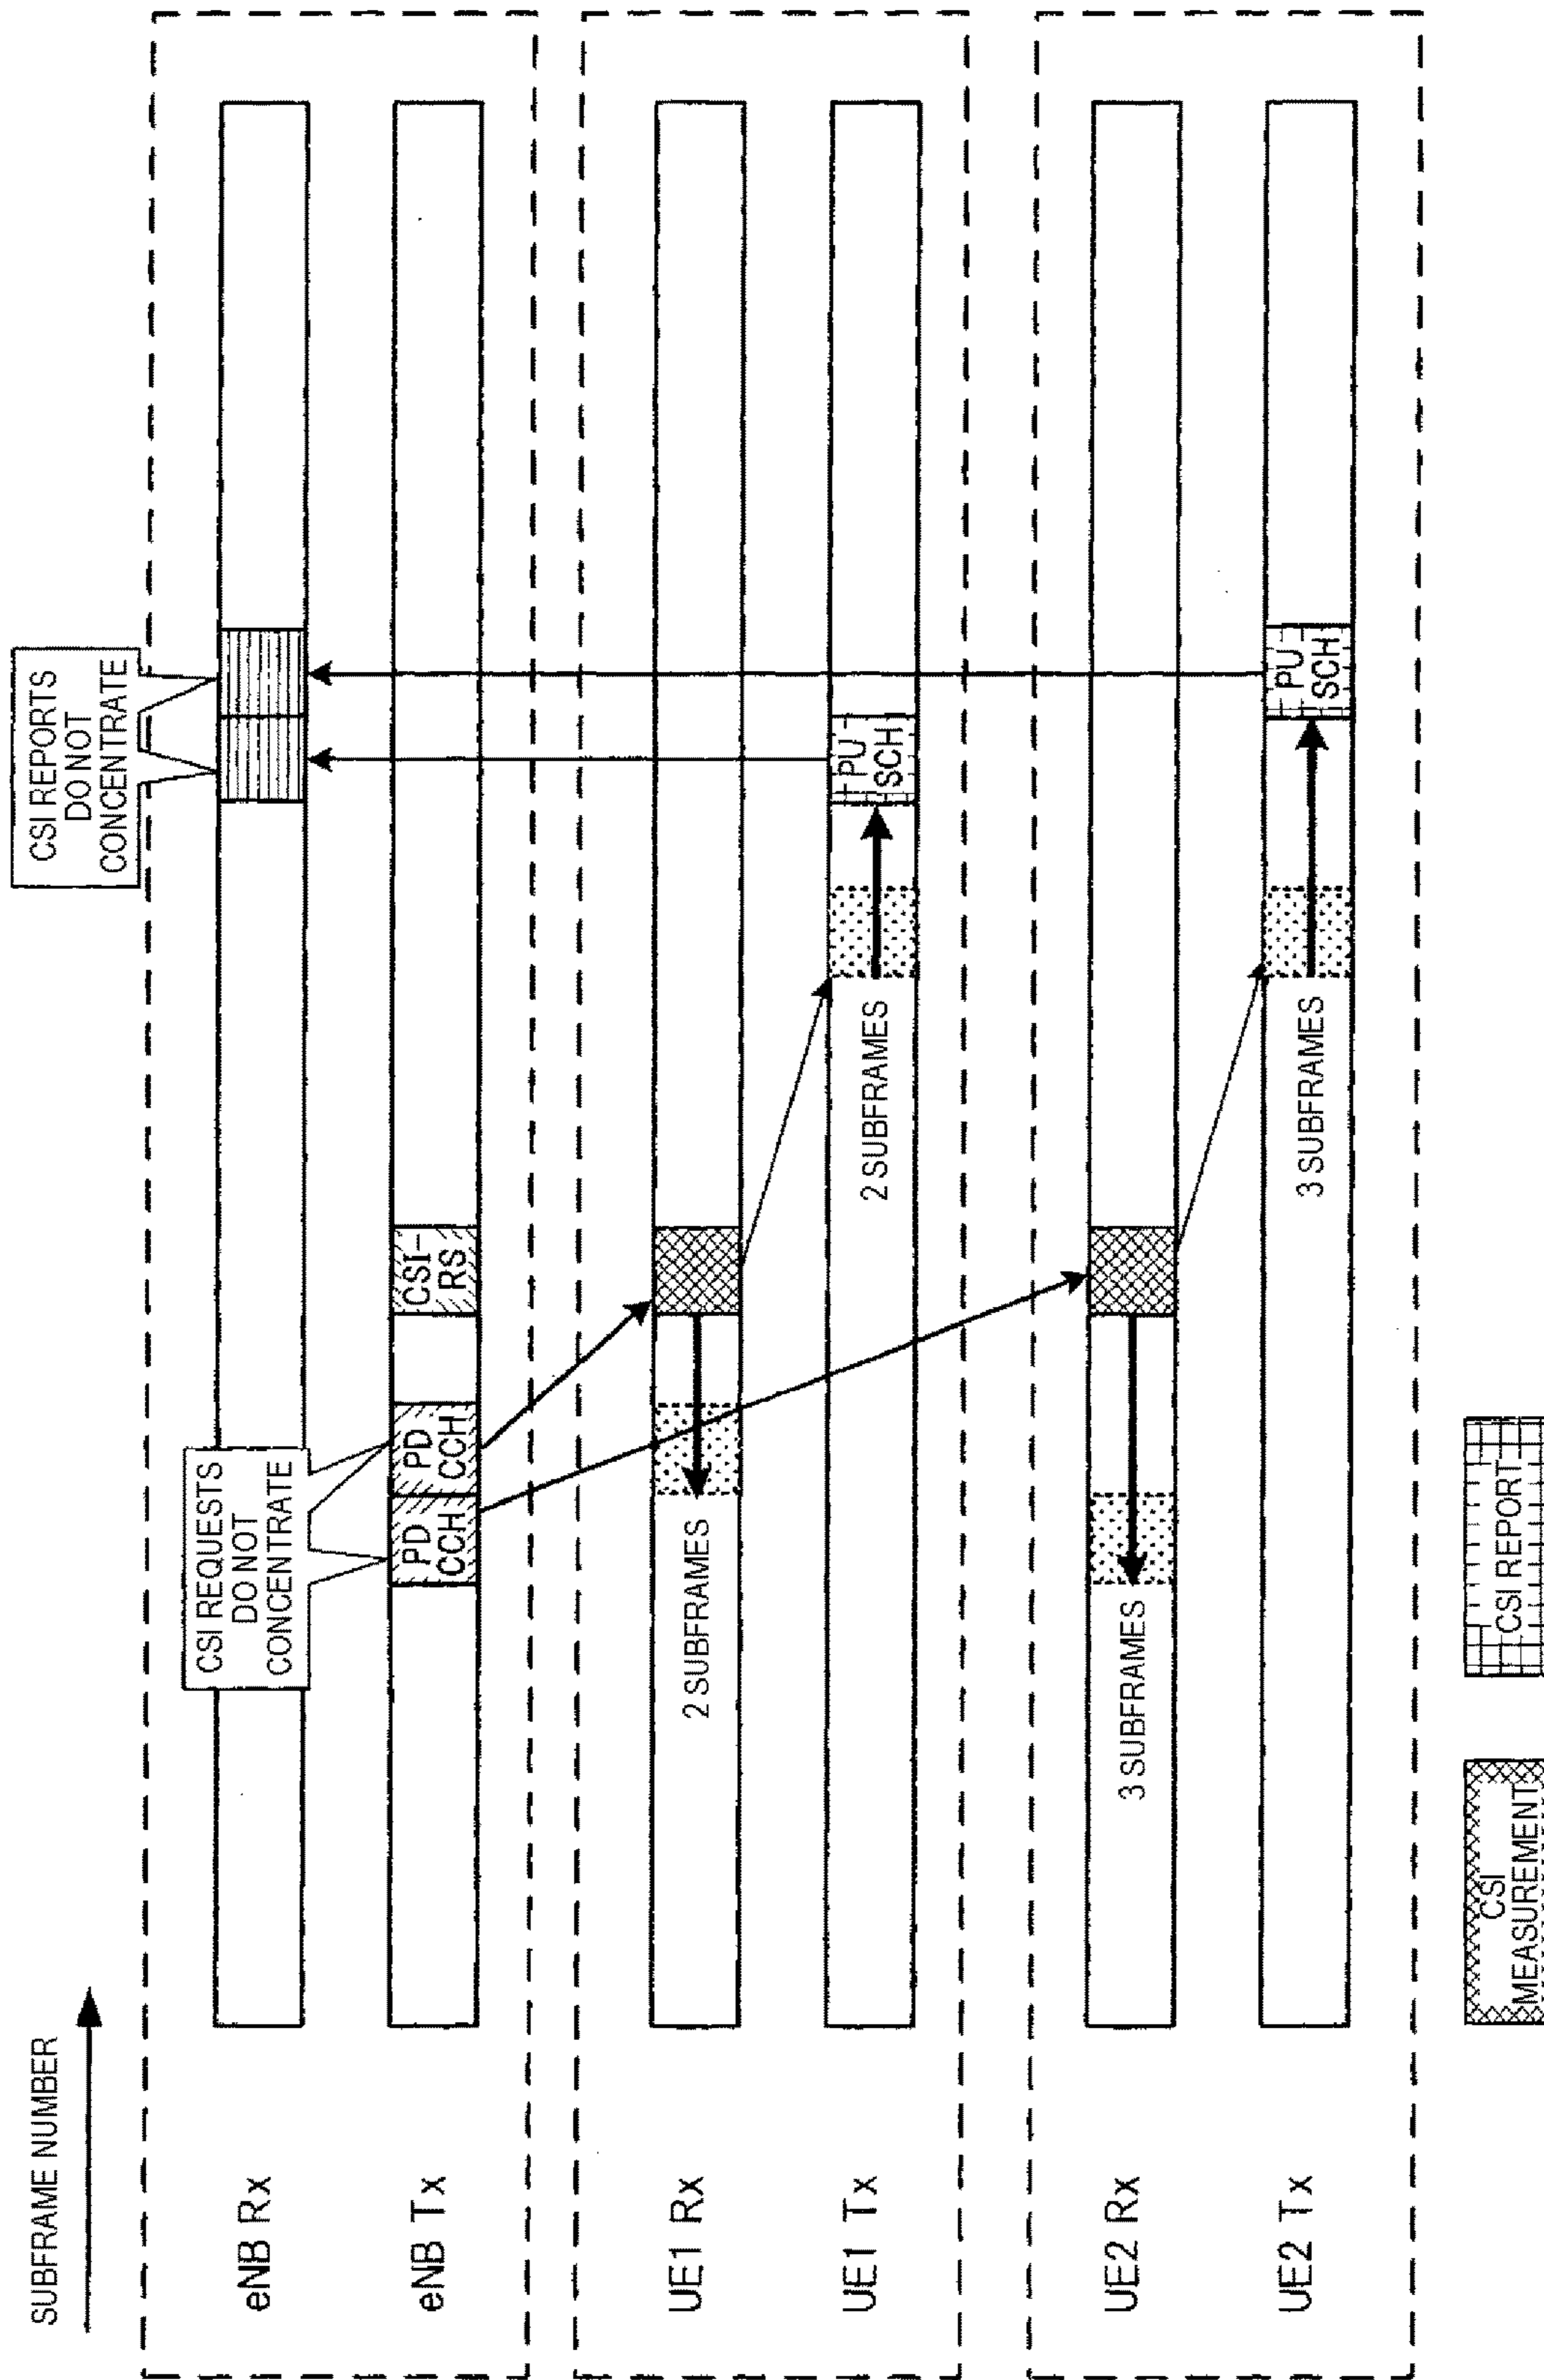 SUBFRAME NUMBER
CSI REPORTS
DO NOT
CONCENTRATE
CSI REQUESTS
DO NOT
CONCENTRATE
eNB Rx
eNB Tx
PD
CCH
PD
CCH
CSI-
RS
UE1 Rx
2 SUBFRAMES
UE1 Tx
2 SUBFRAMES
PU
SCH
UE2 Rx
3 SUBFRAMES
UE2 Tx
3 SUBFRAMES
PU
SCH
CSI
MEASUREMENT
CSI REPORT